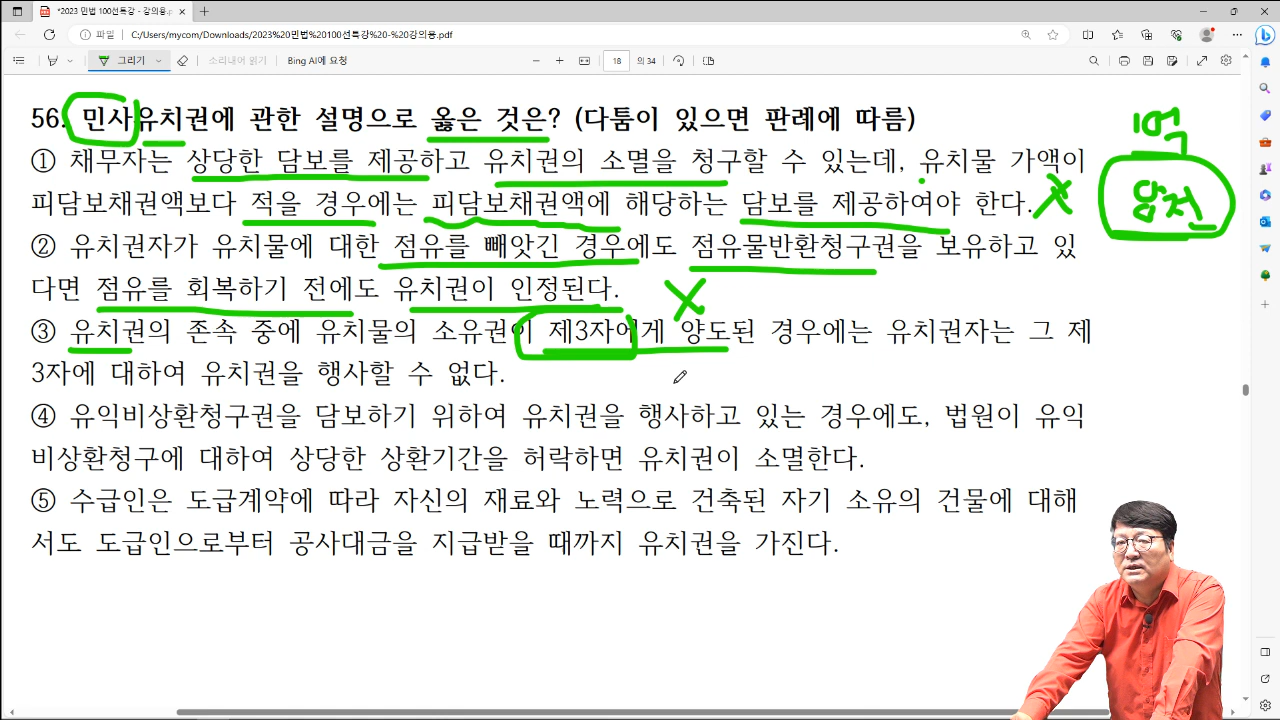 *2023 민법 100선특강 - 강의용.p
파일 C:/Users/mycom/Downloads/2023%20민법%20100선특강%20-%20강의용.pdf
그리기 소리내어 읽기 Bing AI에 요청 18 의 34
56. 민사유치권에 관한 설명으로 옳은 것은? (다툼이 있으면 판례에 따름)
① 채무자는 상당한 담보를 제공하고 유치권의 소멸을 청구할 수 있는데, 유치물 가액이
피담보채권액보다 적을 경우에는 피담보채권액에 해당하는 담보를 제공하여야 한다.
② 유치권자가 유치물에 대한 점유를 빼앗긴 경우에도 점유물반환청구권을 보유하고 있
다면 점유를 회복하기 전에도 유치권이 인정된다.
③ 유치권의 존속 중에 유치물의 소유권이 제3자에게 양도된 경우에는 유치권자는 그 제
3자에 대하여 유치권을 행사할 수 없다.
④ 유익비상환청구권을 담보하기 위하여 유치권을 행사하고 있는 경우에도, 법원이 유익
비상환청구에 대하여 상당한 상환기간을 허락하면 유치권이 소멸한다.
⑤ 수급인은 도급계약에 따라 자신의 재료와 노력으로 건축된 자기 소유의 건물에 대해
서도 도급인으로부터 공사대금을 지급받을 때까지 유치권을 가진다.
1억